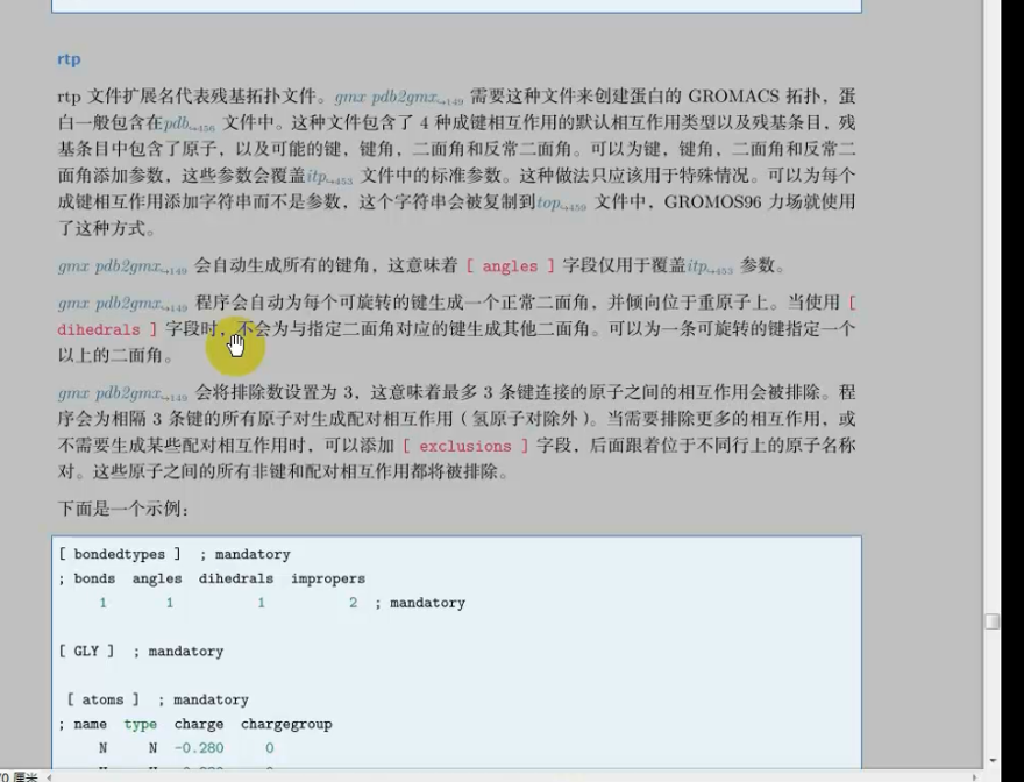 rtp
rtp 文件扩展名代表残基拓扑文件。gmx pdb2gmx→149 需要这种文件来创建蛋白的 GROMACS 拓扑，蛋
白一般包含在pdb→456 文件中。这种文件包含了 4 种成键相互作用的默认相互作用类型以及残基条目，残
基条目中包含了原子，以及可能的键，键角，二面角和反常二面角。可以为键，键角，二面角和反常二
面角添加参数，这些参数会覆盖itp→453 文件中的标准参数。这种做法只应该用于特殊情况。可以为每个
成键相互作用添加字符串而不是参数，这个字符串会被复制到top→459 文件中，GROMOS96 力场就使用
了这种方式。
gmx pdb2gmx→149 会自动生成所有的键角，这意味着 [ angles ] 字段仅用于覆盖itp→453 参数。
gmx pdb2gmx→149 程序会自动为每个可旋转的键生成一个正常二面角，并倾向位于重原子上。当使用 [
dihedrals ] 字段时，不会为与指定二面角对应的键生成其他二面角。可以为一条可旋转的键指定一个
以上的二面角。
gmx pdb2gmx→149 会将排除数设置为 3，这意味着最多 3 条键连接的原子之间的相互作用会被排除。程
序会为相隔 3 条键的所有原子对生成配对相互作用（氢原子对除外）。当需要排除更多的相互作用，或
不需要生成某些配对相互作用时，可以添加 [ exclusions ] 字段，后面跟着位于不同行上的原子名称
对。这些原子之间的所有非键和配对相互作用都将被排除。
下面是一个示例：
[ bondedtypes ] ; mandatory
; bonds angles dihedrals impropers
1 1 1 2 ; mandatory
[ GLY ] ; mandatory
[ atoms ] ; mandatory
; name type charge chargegroup
N N -0.280 0
厘米